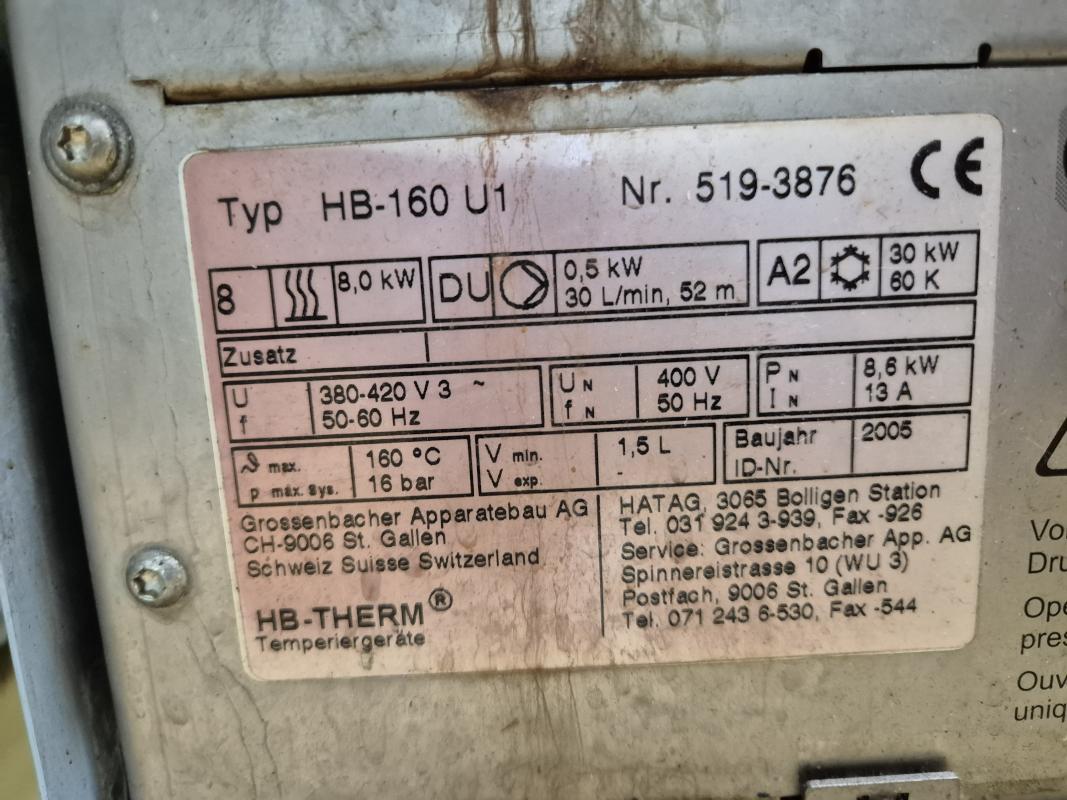 Typ HB-160 U1 Nr. 519-3876 CE
8 8,0 kW DU 0,5 kW A2 30 kW
30 L/min, 52 m 60 K
Zusatz
U 380-420 V 3 ~ U N 400 V P N 8,6 kW
f 50-60 Hz f N 50 Hz I N 13 A
ϑ max. 160 °C V min. 1,5 L Baujahr 2005
p max. Sys. 16 bar V exp. - ID-Nr.
Grossenbacher Apparatebau AG
CH-9006 St. Gallen
Schweiz Suisse Switzerland
HB-THERM®
Temperiergeräte
HATAG, 3065 Bolligen Station
Tel. 031 924 3-939, Fax -926
Service: Grossenbacher App. AG
Spinnereistrasse 10 (WU 3)
Postfach, 9006 St. Gallen
Tel. 071 243 6-530, Fax -544
Vo
Dru
Ope
pres
Ouv
uniq